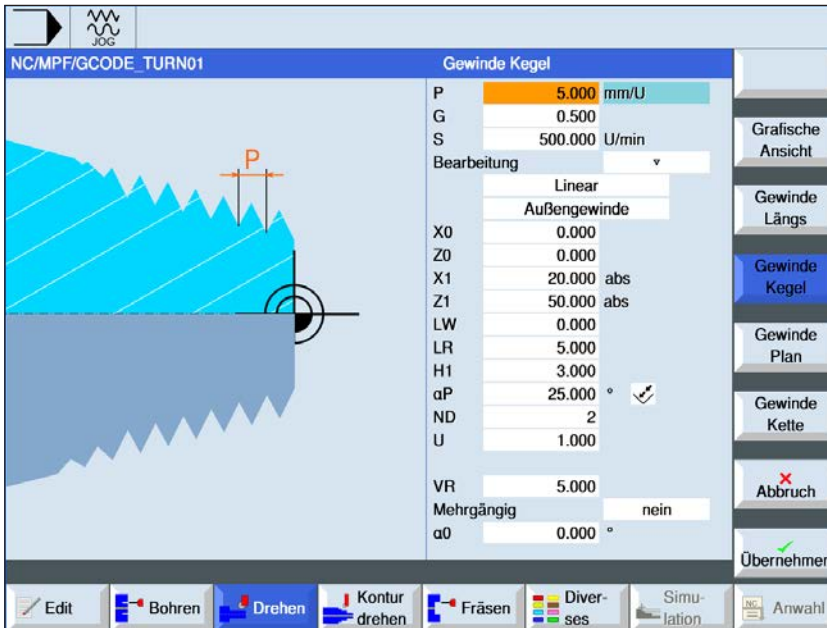 JOG
NC/MPF/GCODE_TURN01
Gewinde Kegel
P 5.000 mm/U
G 0.500
S 500.000 U/min
Bearbeitung ▿
Linear
Außengewinde
X0 0.000
Z0 0.000
X1 20.000 abs
Z1 50.000 abs
LW 0.000
LR 5.000
H1 3.000
αP 25.000 °
ND 2
U 1.000
VR 5.000
Mehrgängig nein
α0 0.000 °
P
Grafische
Ansicht
Gewinde
Längs
Gewinde
Kegel
Gewinde
Plan
Gewinde
Kette
Abbruch
Übernehmen
Edit
Bohren
Drehen
Kontur
drehen
Fräsen
Diver-
ses
Simu-
lation
NC
Anwahl